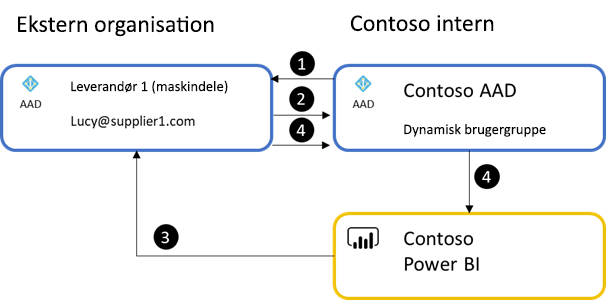 Ekstern organisation
Contoso intern
1
AAD
Leverandør 1 (maskindele)
Lucy@supplier1.com
2
4
AAD
Contoso AAD
Dynamisk brugergruppe
4
3
Contoso
Power BI